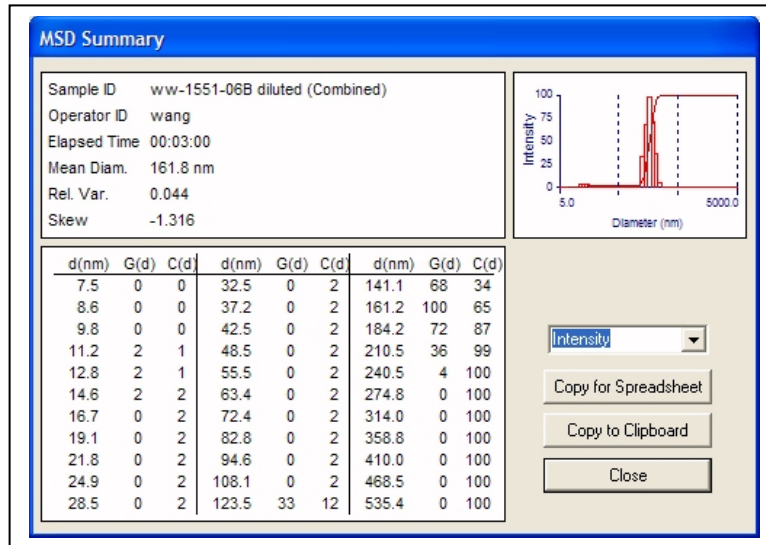 MSD Summary
Sample ID ww-1551-06B diluted (Combined)
Operator ID wang
Elapsed Time 00:03:00
Mean Diam. 161.8 nm
Rel. Var. 0.044
Skew -1.316
100
75
50
25
0
Intensity
5.0 5000.0
Diameter (nm)
d(nm) G(d) C(d) d(nm) G(d) C(d) d(nm) G(d) C(d)
7.5 0 0 32.5 0 2 141.1 68 34
8.6 0 0 37.2 0 2 161.2 100 65
9.8 0 0 42.5 0 2 184.2 72 87
11.2 2 1 48.5 0 2 210.5 36 99
12.8 2 1 55.5 0 2 240.5 4 100
14.6 2 2 63.4 0 2 274.8 0 100
16.7 0 2 72.4 0 2 314.0 0 100
19.1 0 2 82.8 0 2 358.8 0 100
21.8 0 2 94.6 0 2 410.0 0 100
24.9 0 2 108.1 0 2 468.5 0 100
28.5 0 2 123.5 33 12 535.4 0 100
Intensity
Copy for Spreadsheet
Copy to Clipboard
Close